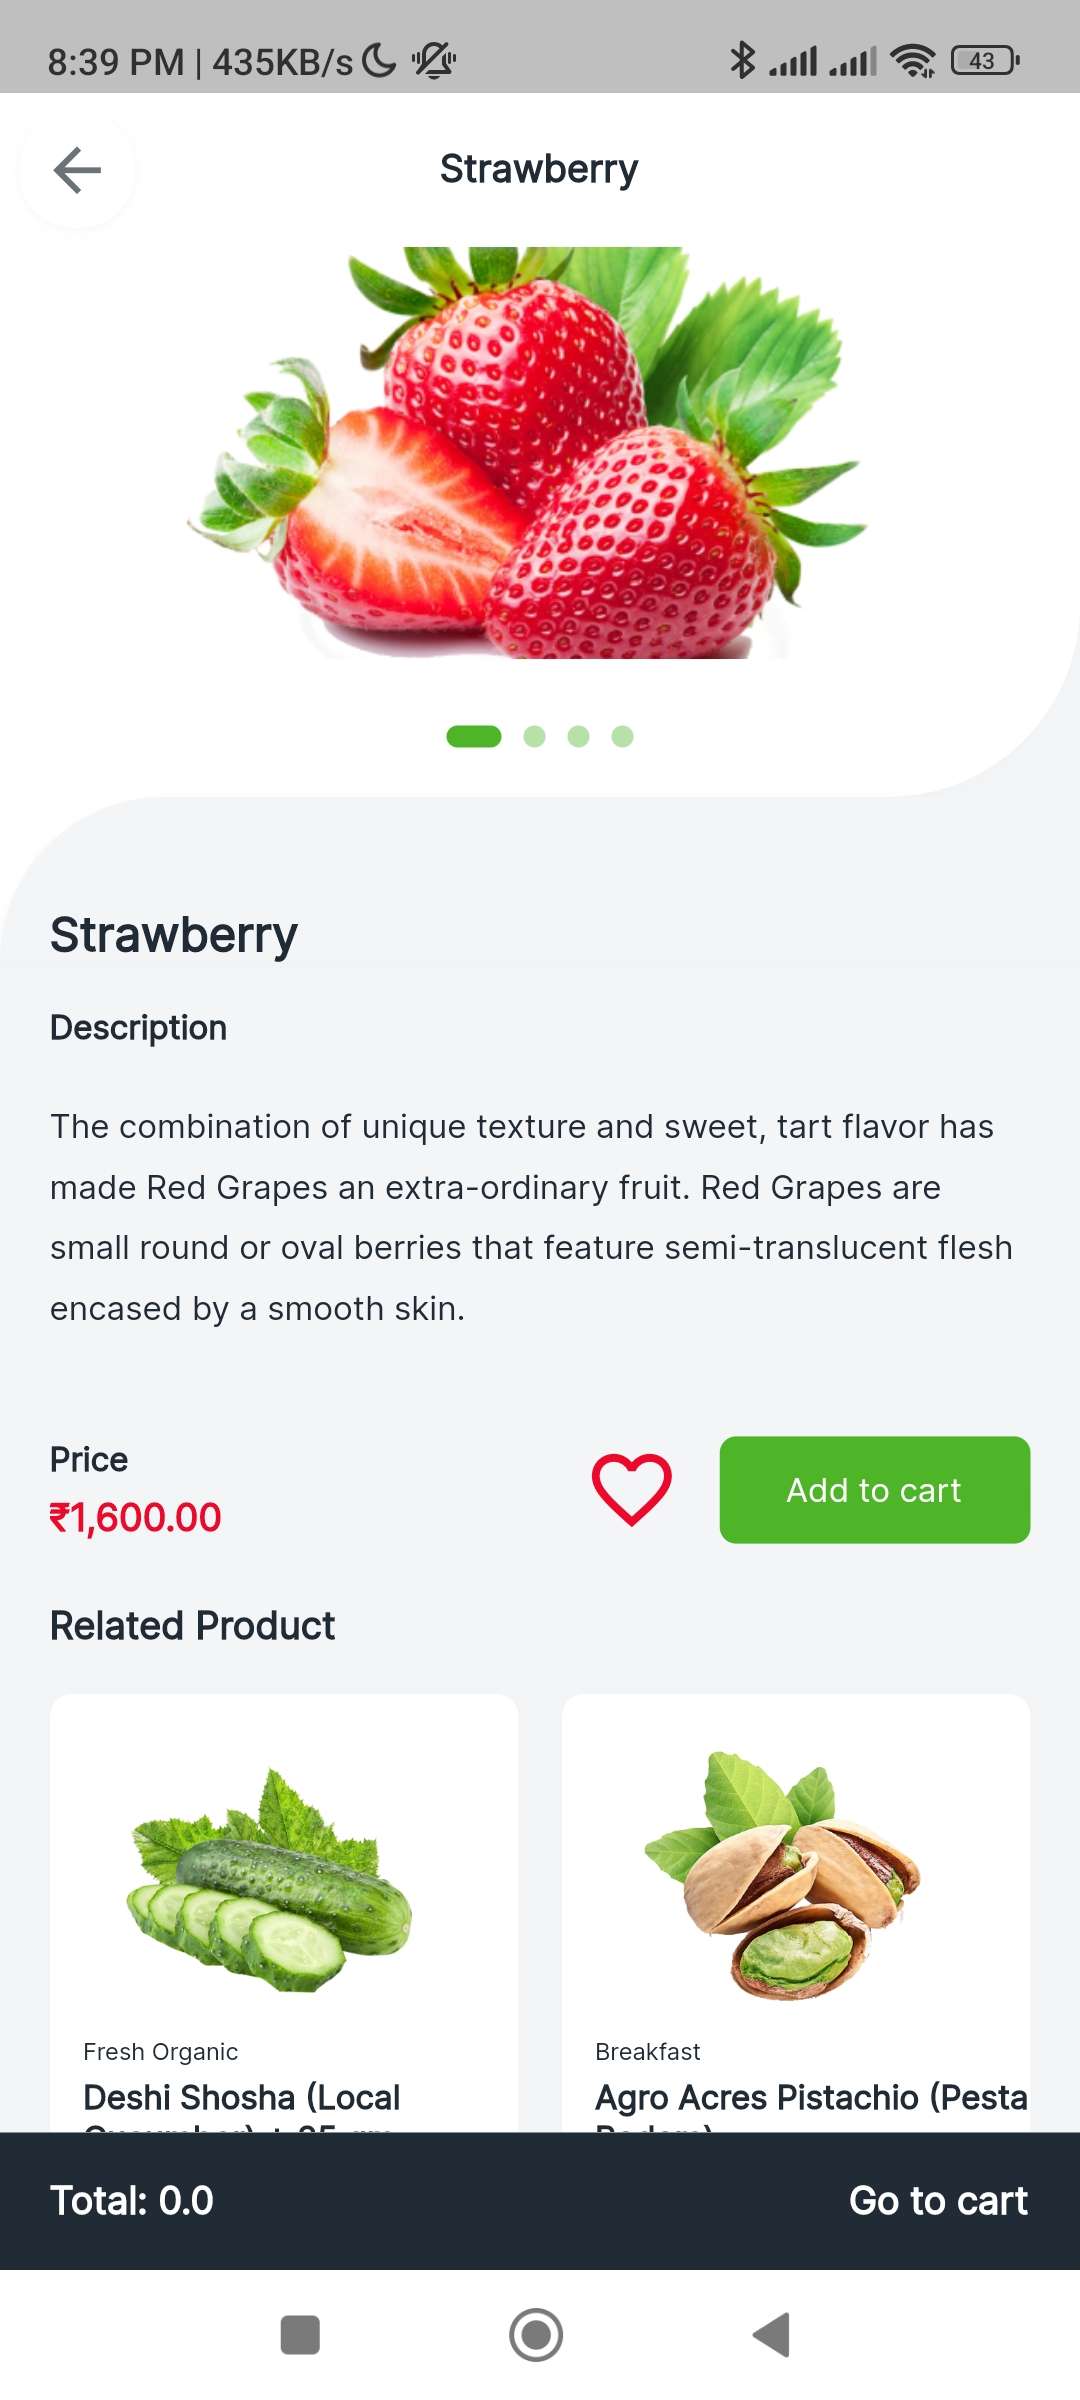 8:39 PM | 435KB/s
43
Strawberry
Strawberry
Description
The combination of unique texture and sweet, tart flavor has
made Red Grapes an extra-ordinary fruit. Red Grapes are
small round or oval berries that feature semi-translucent flesh
encased by a smooth skin.
Price
₹1,600.00
Add to cart
Related Product
Fresh Organic
Deshi Shosha (Local
Breakfast
Agro Acres Pistachio (Pesta
Total: 0.0
Go to cart